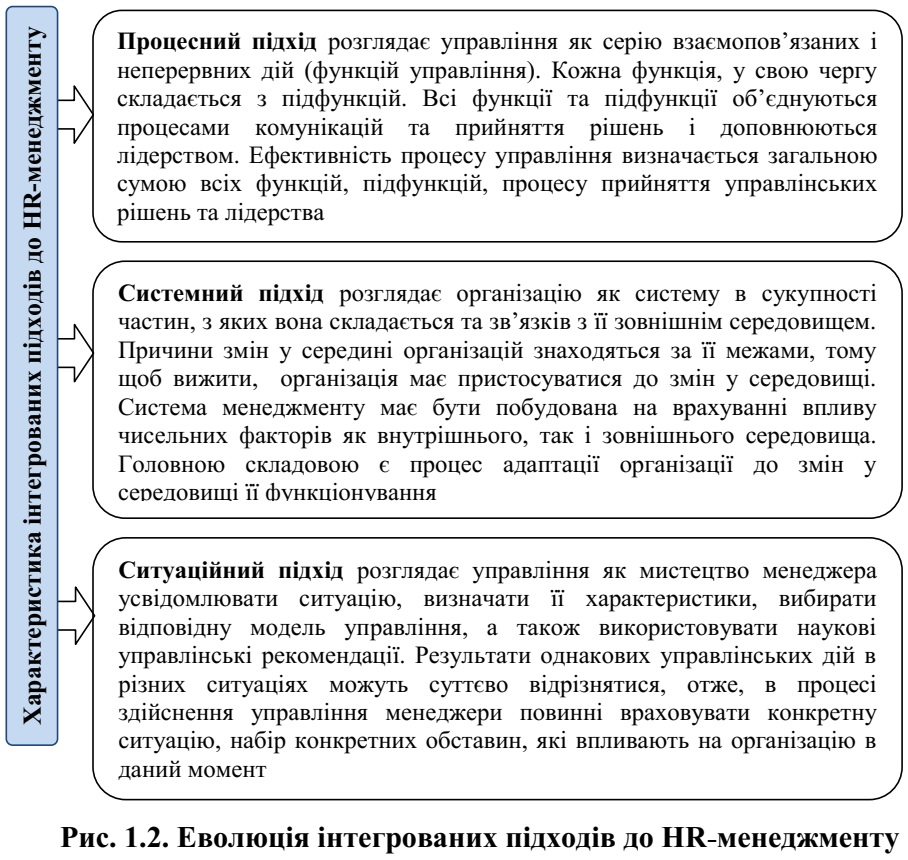 Характеристика інтегрованих підходів до HR-менеджменту
Процесний підхід розглядає управління як серію взаємопов’язаних і
неперервних дій (функцій управління). Кожна функція, у свою чергу
складається з підфункцій. Всі функції та підфункції об’єднуються
процесами комунікацій та прийняття рішень і доповнюються
лідерством. Ефективність процесу управління визначається загальною
сумою всіх функцій, підфункцій, процесу прийняття управлінських
рішень та лідерства
Системний підхід розглядає організацію як систему в сукупності
частин, з яких вона складається та зв’язків з її зовнішнім середовищем.
Причини змін у середині організацій знаходяться за її межами, тому
щоб вижити, організація має пристосуватися до змін у середовищі.
Система менеджменту має бути побудована на врахуванні впливу
чисельних факторів як внутрішнього, так і зовнішнього середовища.
Головною складовою є процес адаптації організації до змін у
середовищі її функціонування
Ситуаційний підхід розглядає управління як мистецтво менеджера
усвідомлювати ситуацію, визначати її характеристики, вибирати
відповідну модель управління, а також використовувати наукові
управлінські рекомендації. Результати однакових управлінських дій в
різних ситуаціях можуть суттєво відрізнятися, отже, в процесі
здійснення управління менеджери повинні враховувати конкретну
ситуацію, набір конкретних обставин, які впливають на організацію в
даний момент
Рис. 1.2. Еволюція інтегрованих підходів до HR-менеджменту